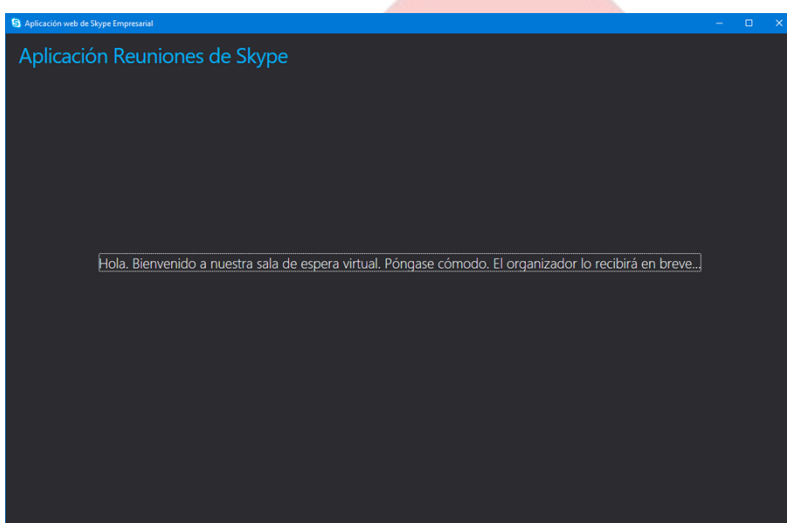 Aplicación web de Skype Empresarial
Aplicación Reuniones de Skype
Hola. Bienvenido a nuestra sala de espera virtual. Póngase cómodo. El organizador lo recibirá en breve...